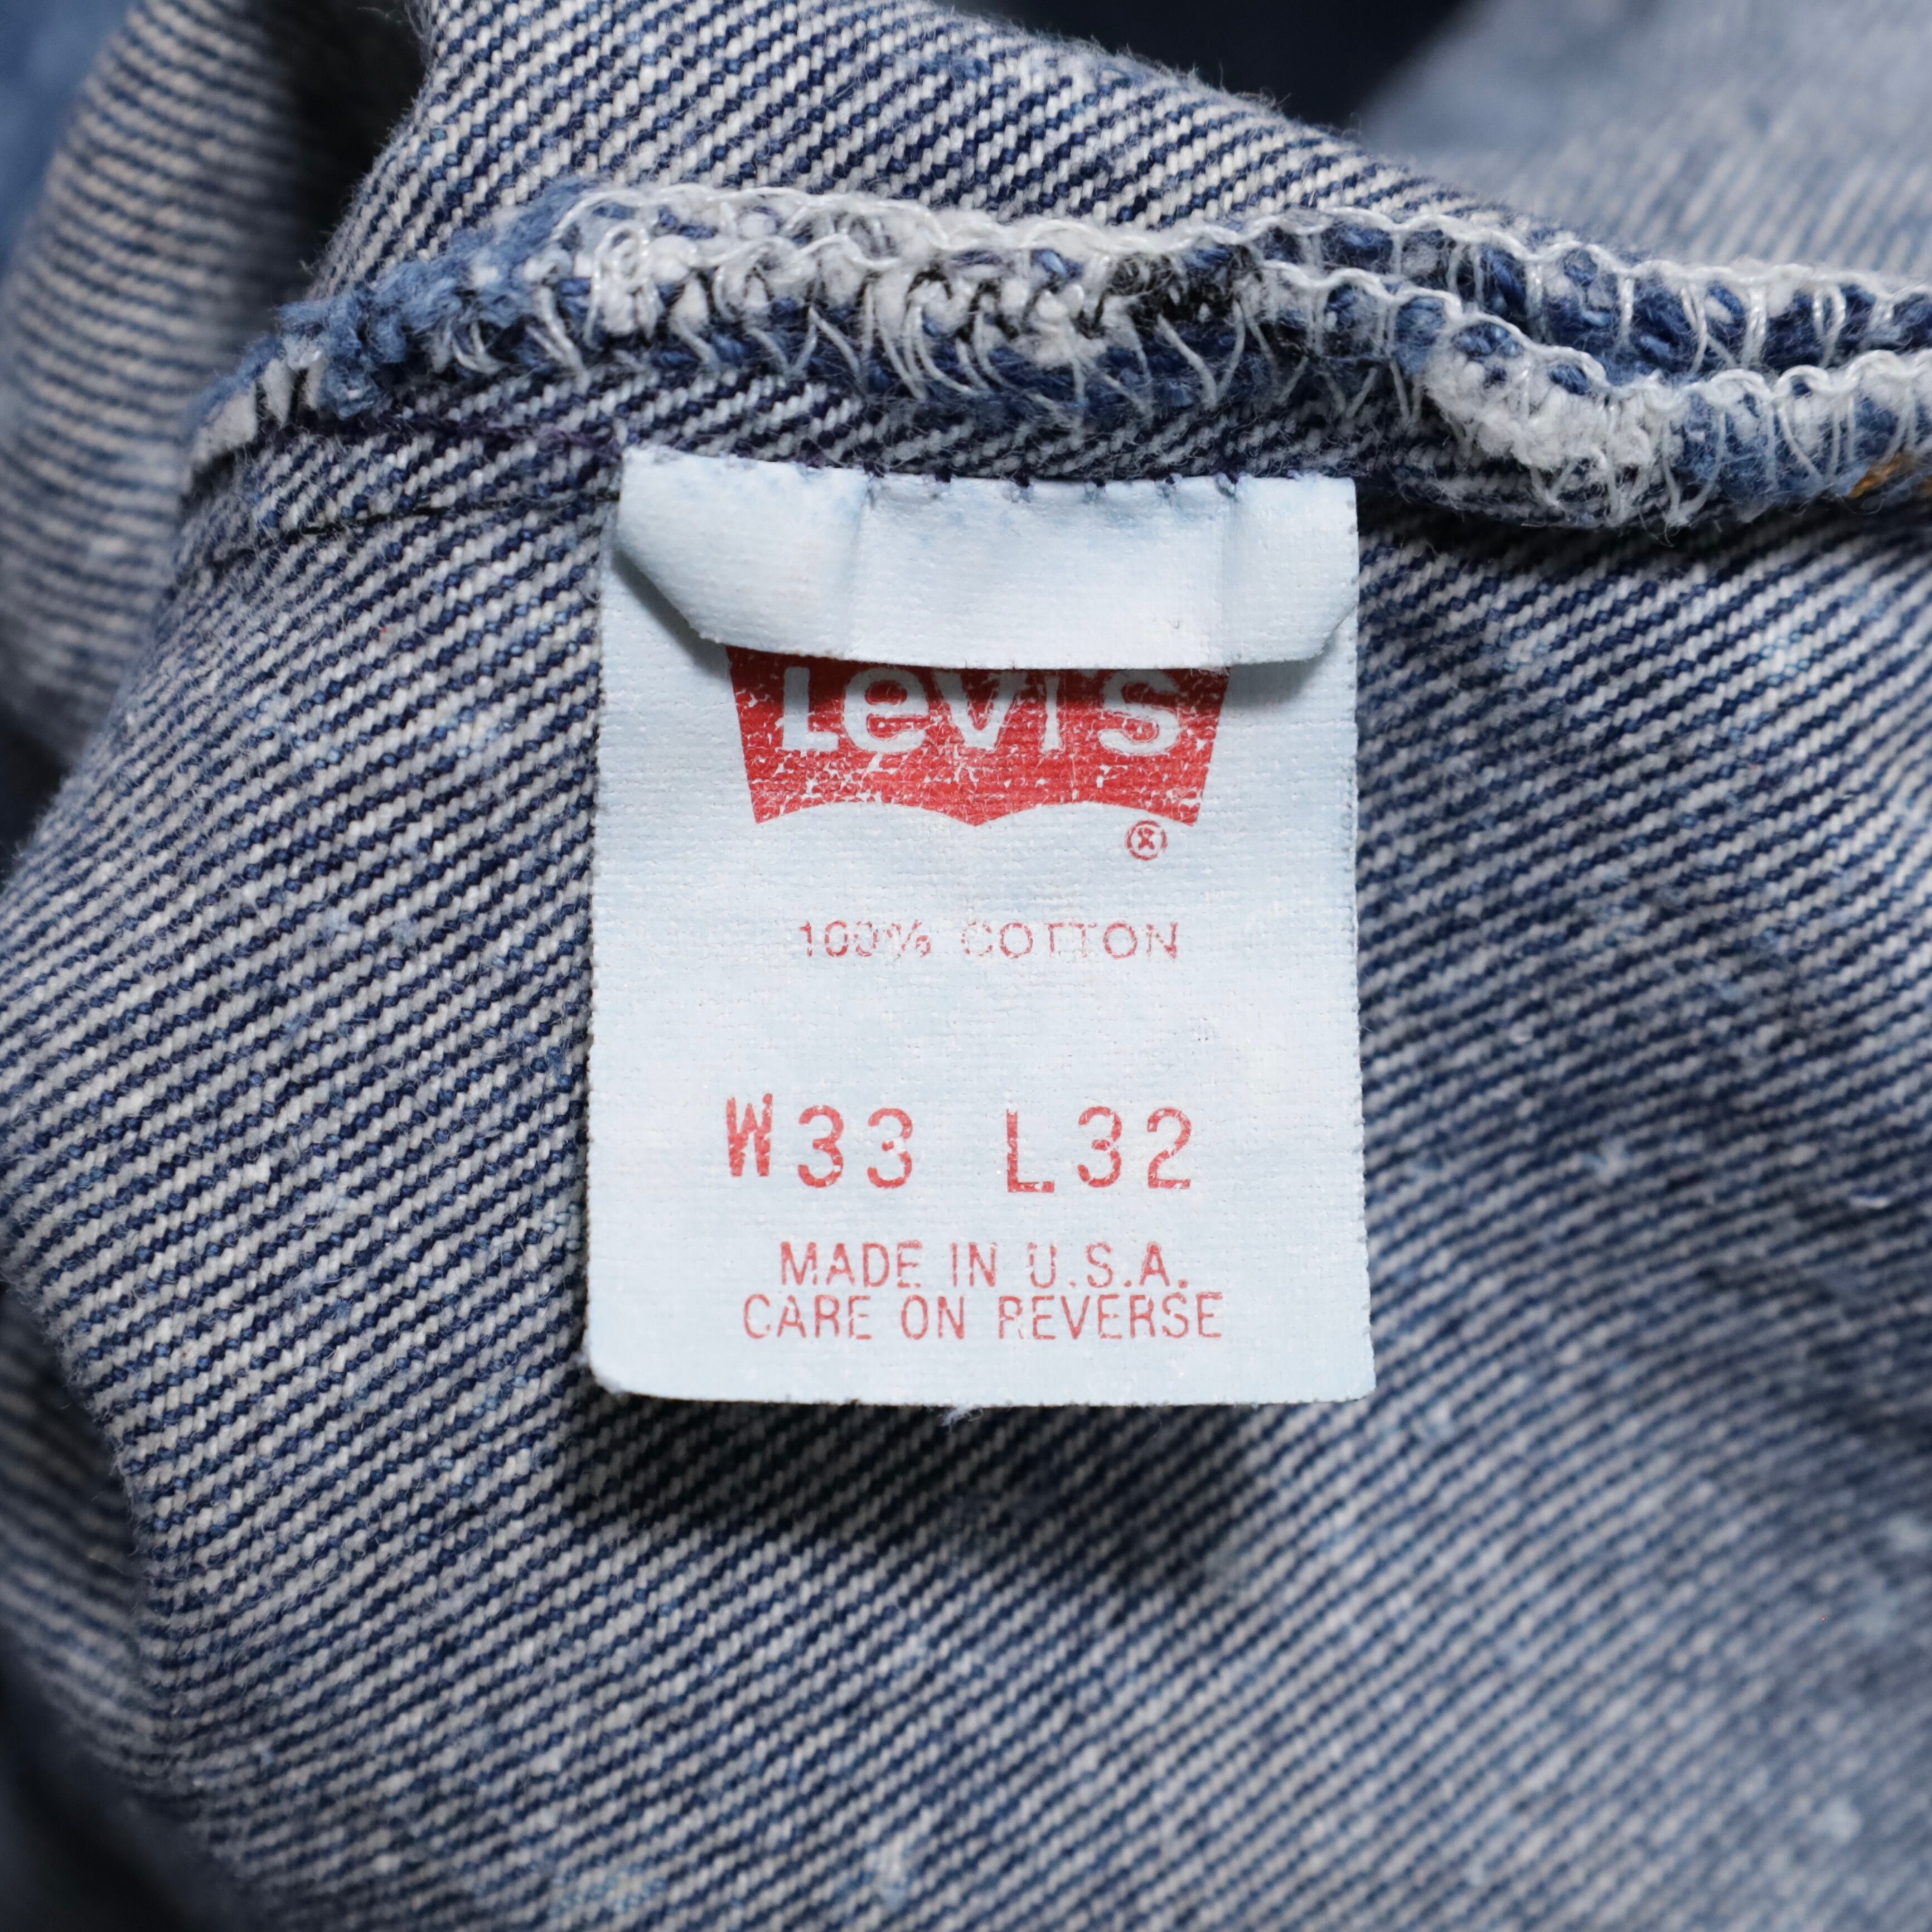 Levi's
®
100% COTTON
W33 L32
MADE IN U.S.A.
CARE ON REVERSE